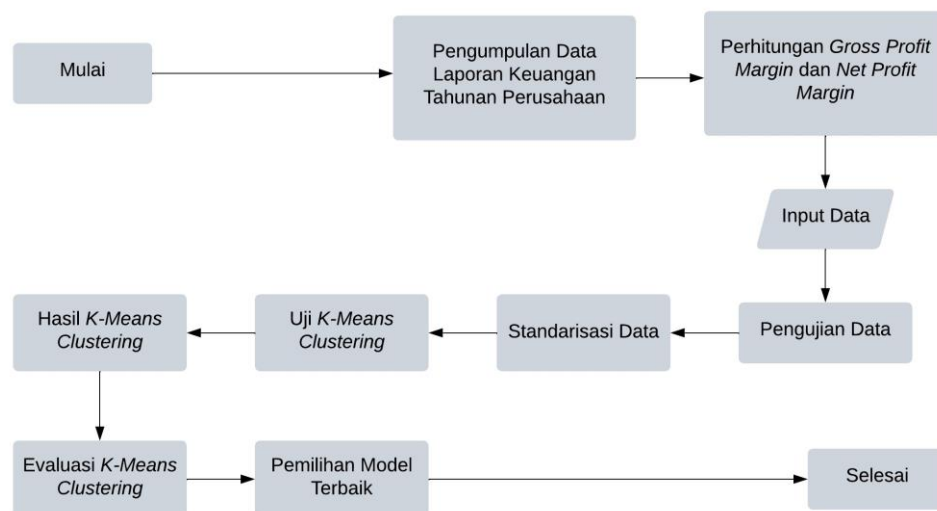 Mulai
Pengumpulan Data
Laporan Keuangan
Tahunan Perusahaan
Perhitungan Gross Profit
Margin dan Net Profit
Margin
Input Data
Pengujian Data
Standarisasi Data
Uji K-Means
Clustering
Hasil K-Means
Clustering
Evaluasi K-Means
Clustering
Pemilihan Model
Terbaik
Selesai